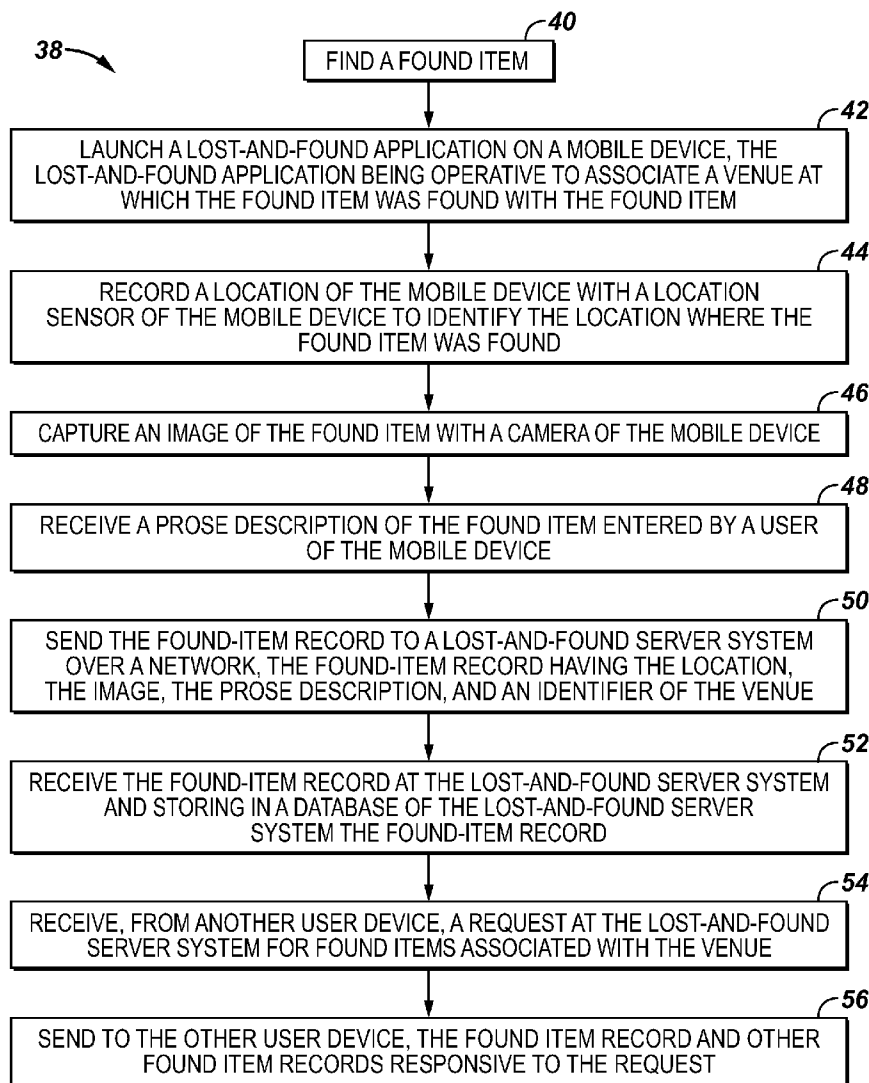 38
40
FIND A FOUND ITEM
42
LAUNCH A LOST-AND-FOUND APPLICATION ON A MOBILE DEVICE, THE
LOST-AND-FOUND APPLICATION BEING OPERATIVE TO ASSOCIATE A VENUE AT
WHICH THE FOUND ITEM WAS FOUND WITH THE FOUND ITEM
44
RECORD A LOCATION OF THE MOBILE DEVICE WITH A LOCATION
SENSOR OF THE MOBILE DEVICE TO IDENTIFY THE LOCATION WHERE THE
FOUND ITEM WAS FOUND
46
CAPTURE AN IMAGE OF THE FOUND ITEM WITH A CAMERA OF THE MOBILE DEVICE
48
RECEIVE A PROSE DESCRIPTION OF THE FOUND ITEM ENTERED BY A USER
OF THE MOBILE DEVICE
50
SEND THE FOUND-ITEM RECORD TO A LOST-AND-FOUND SERVER SYSTEM
OVER A NETWORK, THE FOUND-ITEM RECORD HAVING THE LOCATION,
THE IMAGE, THE PROSE DESCRIPTION, AND AN IDENTIFIER OF THE VENUE
52
RECEIVE THE FOUND-ITEM RECORD AT THE LOST-AND-FOUND SERVER SYSTEM
AND STORING IN A DATABASE OF THE LOST-AND-FOUND SERVER
SYSTEM THE FOUND-ITEM RECORD
54
RECEIVE, FROM ANOTHER USER DEVICE, A REQUEST AT THE LOST-AND-FOUND
SERVER SYSTEM FOR FOUND ITEMS ASSOCIATED WITH THE VENUE
56
SEND TO THE OTHER USER DEVICE, THE FOUND ITEM RECORD AND OTHER
FOUND ITEM RECORDS RESPONSIVE TO THE REQUEST